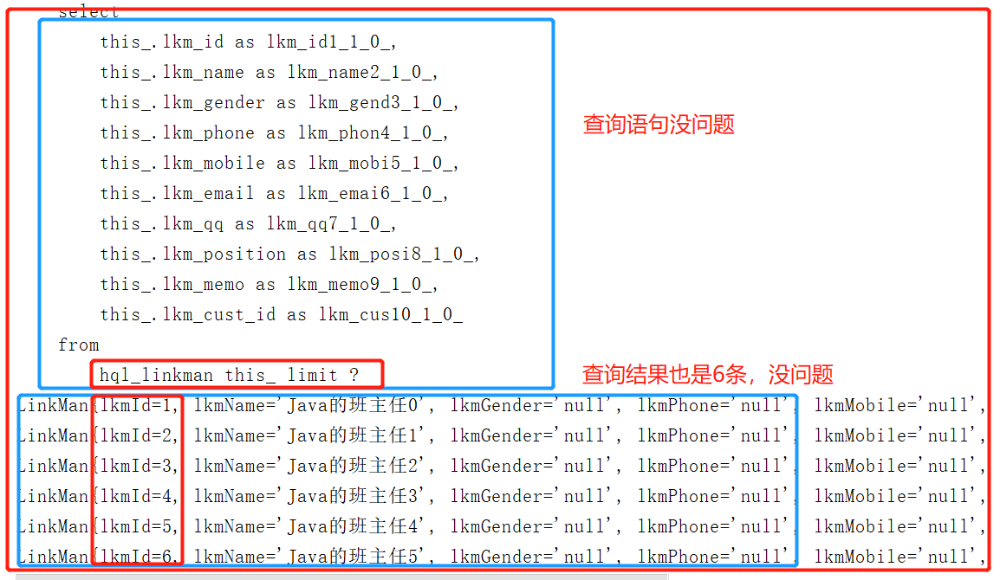 select
this_.lkm_id as lkm_id1_1_0_,
this_.lkm_name as lkm_name2_1_0_,
this_.lkm_gender as lkm_gend3_1_0_,
查询语句没问题
this_.lkm_phone as lkm_phon4_1_0_,
this_.lkm_mobile as lkm_mobi5_1_0_,
this_.lkm_email as lkm_emai6_1_0_,
this_.lkm_qq as lkm_qq7_1_0_,
this_.lkm_position as lkm_posi8_1_0_,
this_.lkm_memo as lkm_memo9_1_0_,
this_.lkm_cust_id as lkm_cus10_1_0_
from
hql_linkman this_ limit ?
查询结果也是6条，没问题
LinkMan{lkmId=1, lkmName='Java的班主任0', lkmGender='null', lkmPhone='null', lkmMobile='null',
LinkMan{lkmId=2, lkmName='Java的班主任1', lkmGender='null', lkmPhone='null', lkmMobile='null',
LinkMan{lkmId=3, lkmName='Java的班主任2', lkmGender='null', lkmPhone='null', lkmMobile='null',
LinkMan{lkmId=4, lkmName='Java的班主任3', lkmGender='null', lkmPhone='null', lkmMobile='null',
LinkMan{lkmId=5, lkmName='Java的班主任4', lkmGender='null', lkmPhone='null', lkmMobile='null',
LinkMan{lkmId=6, lkmName='Java的班主任5', lkmGender='null', lkmPhone='null', lkmMobile='null',